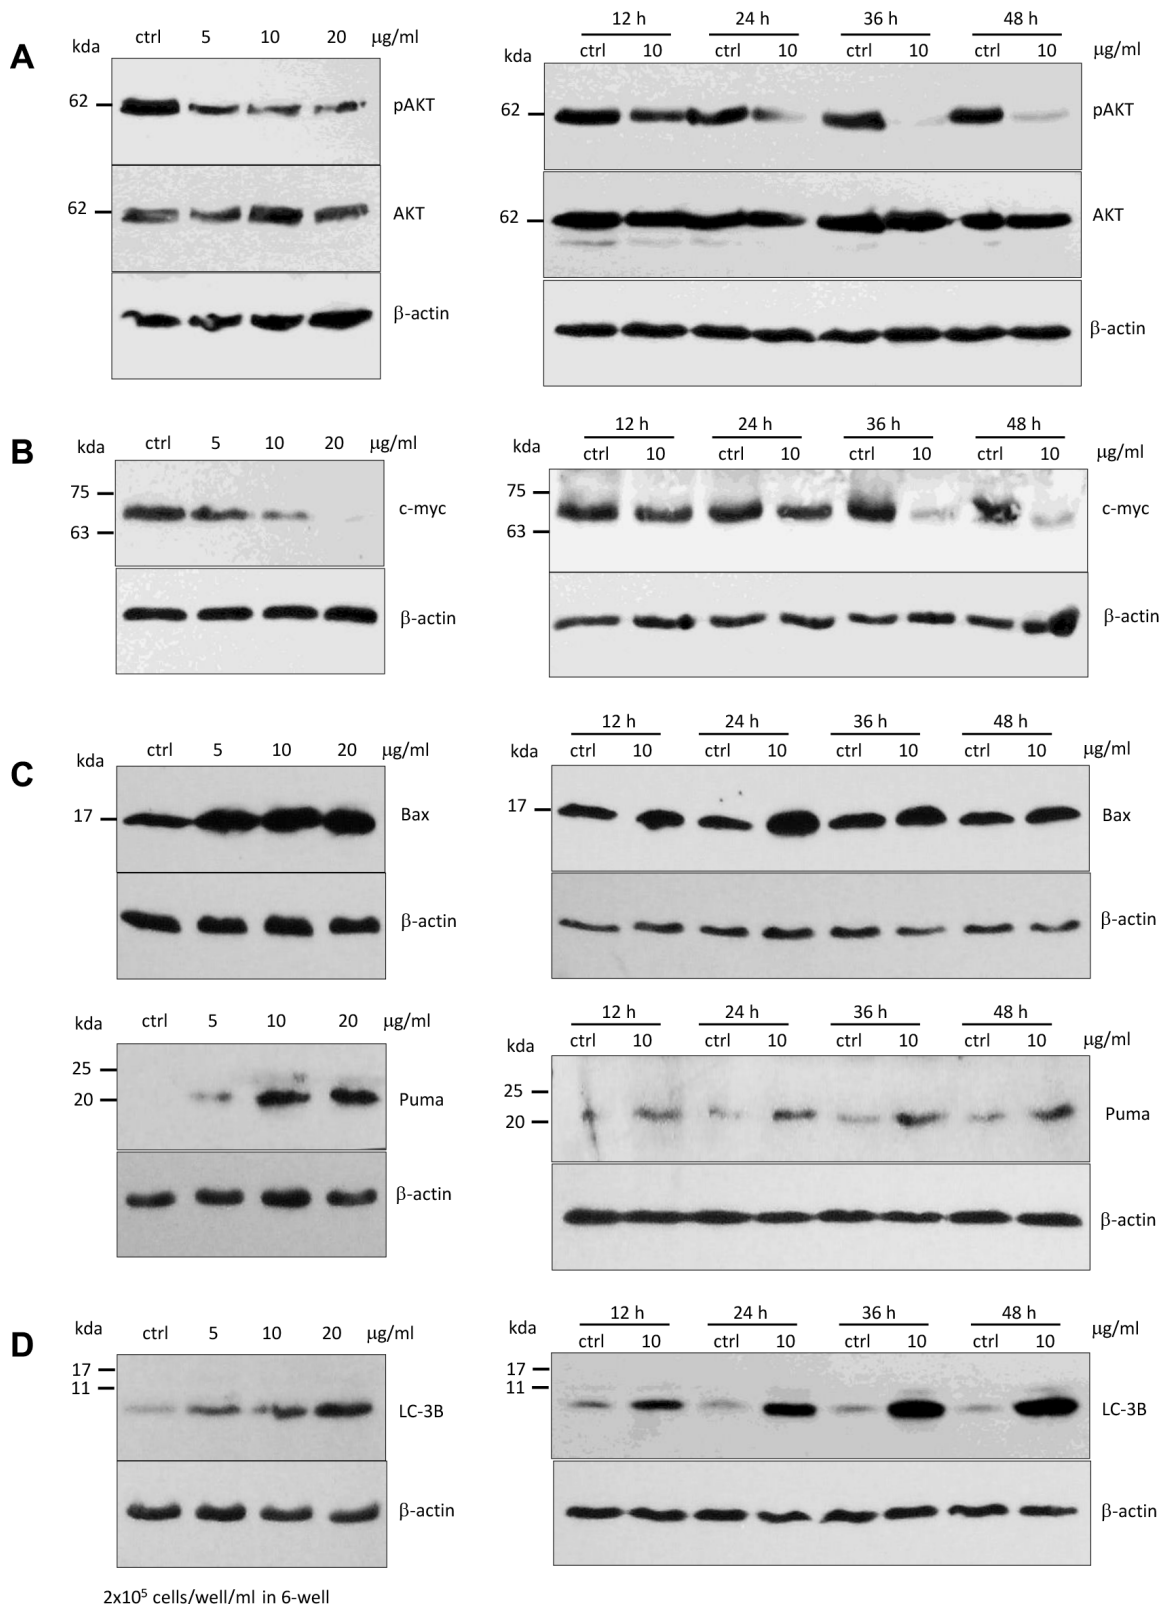 A
kda ctrl 5 10 20 μg/ml
62 pAKT
62 AKT
β-actin
12 h 24 h 36 h 48 h
kda ctrl 10 ctrl 10 ctrl 10 ctrl 10 μg/ml
62 pAKT
62 AKT
β-actin
B
kda ctrl 5 10 20 μg/ml
75
c-myc
63
β-actin
12 h 24 h 36 h 48 h
kda ctrl 10 ctrl 10 ctrl 10 ctrl 10 μg/ml
75
c-myc
63
β-actin
C
kda ctrl 5 10 20 μg/ml
17 Bax
β-actin
12 h 24 h 36 h 48 h
kda ctrl 10 ctrl 10 ctrl 10 ctrl 10 μg/ml
17 Bax
β-actin
kda ctrl 5 10 20 μg/ml
25
20 Puma
β-actin
12 h 24 h 36 h 48 h
kda ctrl 10 ctrl 10 ctrl 10 ctrl 10 μg/ml
25
20 Puma
β-actin
D
kda ctrl 5 10 20 μg/ml
17
11
LC-3B
β-actin
12 h 24 h 36 h 48 h
kda ctrl 10 ctrl 10 ctrl 10 ctrl 10 μg/ml
17
11
LC-3B
β-actin
2x10⁵ cells/well/ml in 6-well